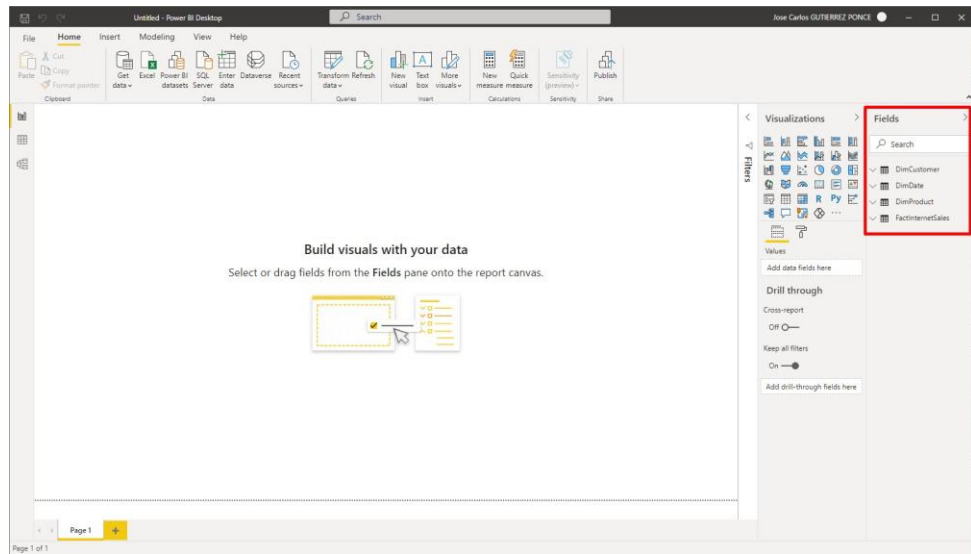 Untitled - Power BI Desktop
Search
Jose Carlos GUTIERREZ PONCE
File Home Insert Modeling View Help
Paste
Cut
Copy
Format painter
Clipboard
Get data
Excel
Power BI datasets
SQL Server
Enter data
Dataverse
Recent sources
Data
Transform data
Refresh
Queries
New visual
Text box
More visuals
Insert
New measure
Quick measure
Calculations
Sensitivity (preview)
Sensitivity
Publish
Share
Build visuals with your data
Select or drag fields from the Fields pane onto the report canvas.
Filters
Visualizations
R Py
Values
Add data fields here
Drill through
Cross-report
Off
Keep all filters
On
Add drill-through fields here
Fields
Search
DimCustomer
DimDate
DimProduct
FactInternetSales
Page 1
Page 1 of 1